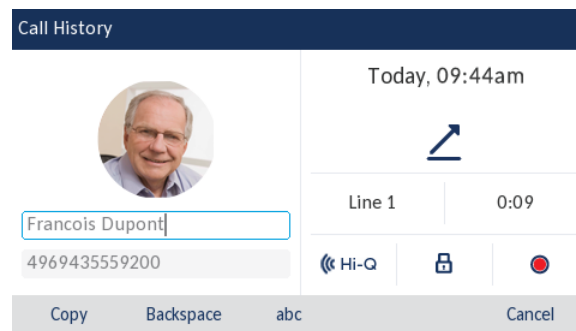 Call History
Francois Dupont
4969435559200
Today, 09:44am
Line 1 0:09
Hi-Q
Copy Backspace abc Cancel